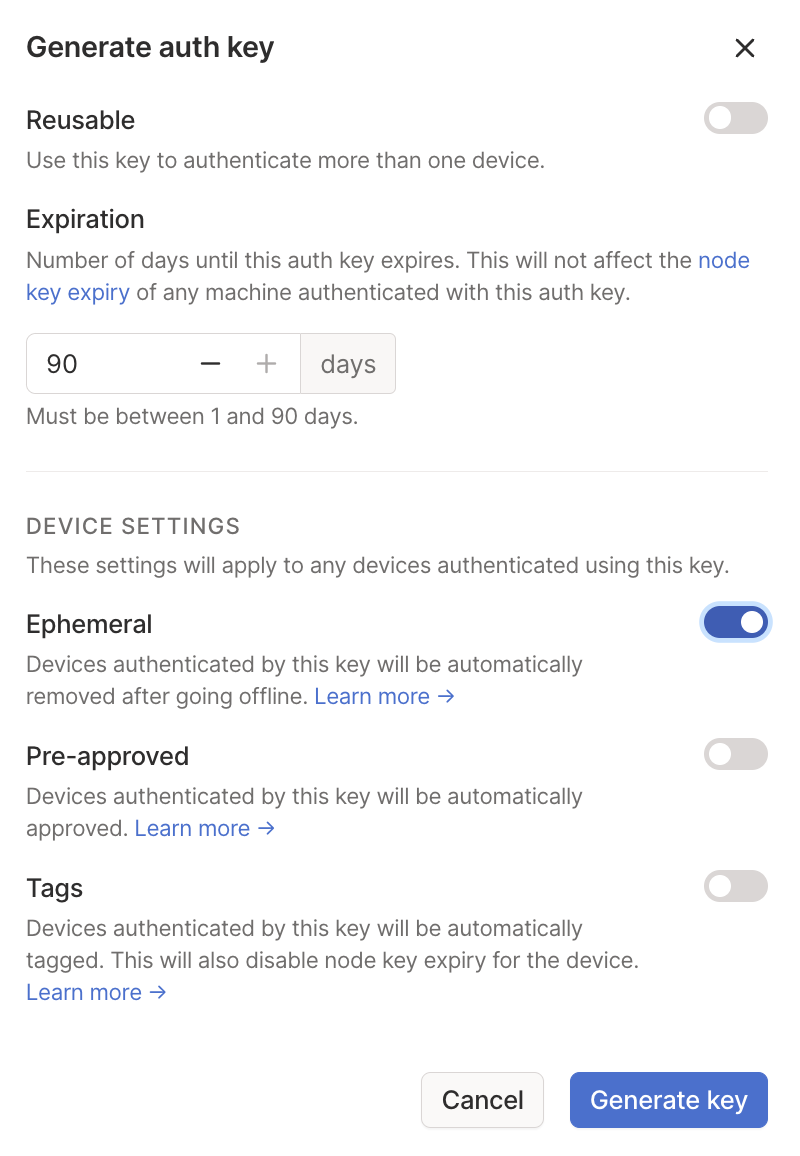 Generate auth key
Reusable
Use this key to authenticate more than one device.
Expiration
Number of days until this auth key expires. This will not affect the node
key expiry of any machine authenticated with this auth key.
90 days
Must be between 1 and 90 days.
DEVICE SETTINGS
These settings will apply to any devices authenticated using this key.
Ephemeral
Devices authenticated by this key will be automatically
removed after going offline. Learn more →
Pre-approved
Devices authenticated by this key will be automatically
approved. Learn more →
Tags
Devices authenticated by this key will be automatically
tagged. This will also disable node key expiry for the device.
Learn more →
Cancel Generate key